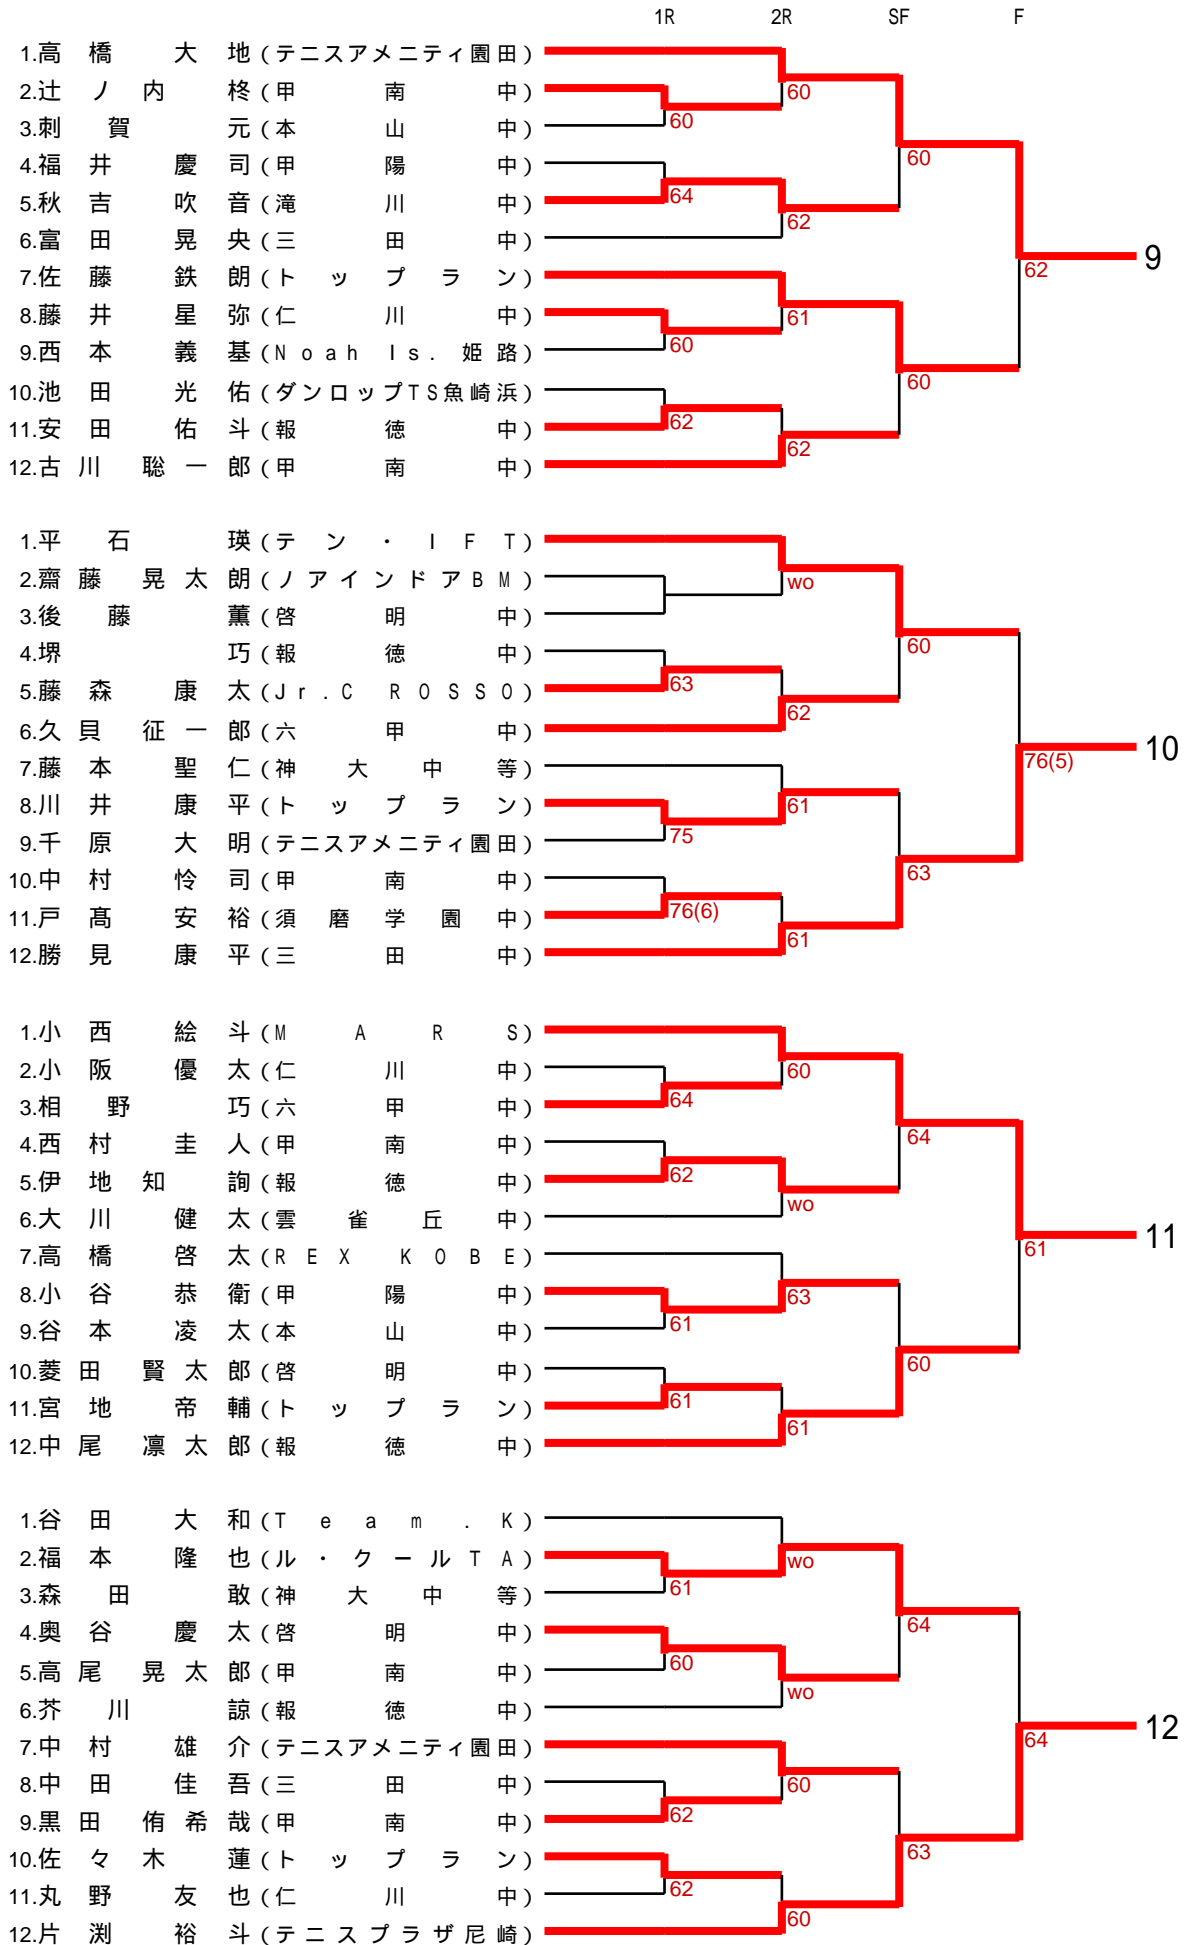 1R 2R SF F
1.高橋 大地(テニスアメニティ園田)
2.辻ノ内 柊(甲南中)
60
60
3.刺賀 元(本山中)
4.福井 慶司(甲陽中)
60
5.秋吉 吹音(滝川中)
64
62
6.富田 晃央(三田中)
9
7.佐藤 鉄朗(トップラン)
62
8.藤井 星弥(仁川中)
61
60
9.西本 義基(Noah Is. 姫路)
60
10.池田 光佑(ダンロップTS魚崎浜)
11.安田 佑斗(報徳中)
62
62
12.古川 聡一郎(甲南中)
1.平石 瑛(テン・IFT)
2.齋藤 晃太朗(ノアインドアBM)
wo
3.後藤 薫(啓明中)
4.堺 巧(報徳中)
60
5.藤森 康太(Jr.C ROSSO)
63
62
6.久貝 征一郎(六甲中)
10
7.藤本 聖仁(神大中等)
76(5)
8.川井 康平(トップラン)
61
75
9.千原 大明(テニスアメニティ園田)
63
10.中村 怜司(甲南中)
11.戸髙 安裕(須磨学園中)
76(6)
61
12.勝見 康平(三田中)
1.小西 絵斗(MARS)
2.小阪 優太(仁川中)
60
64
3.相野 巧(六甲中)
4.西村 圭人(甲南中)
64
5.伊地知 詢(報徳中)
62
wo
6.大川 健太(雲雀丘中)
11
7.高橋 啓太(REX KOBE)
61
8.小谷 恭衛(甲陽中)
63
61
9.谷本 凌太(本山中)
60
10.菱田 賢太郎(啓明中)
11.宮地 帝輔(トップラン)
61
61
12.中尾 凛太郎(報徳中)
1.谷田 大和(Team.K)
2.福本 隆也(ル・クールTA)
wo
61
3.森田 敢(神大中等)
4.奥谷 慶太(啓明中)
64
5.高尾 晃太郎(甲南中)
60
wo
6.芥川 諒(報徳中)
12
7.中村 雄介(テニスアメニティ園田)
64
8.中田 佳吾(三田中)
60
62
9.黒田 侑希哉(甲南中)
63
10.佐々木 蓮(トップラン)
11.丸野 友也(仁川中)
62
60
12.片渕 裕斗(テニスプラザ尼崎)